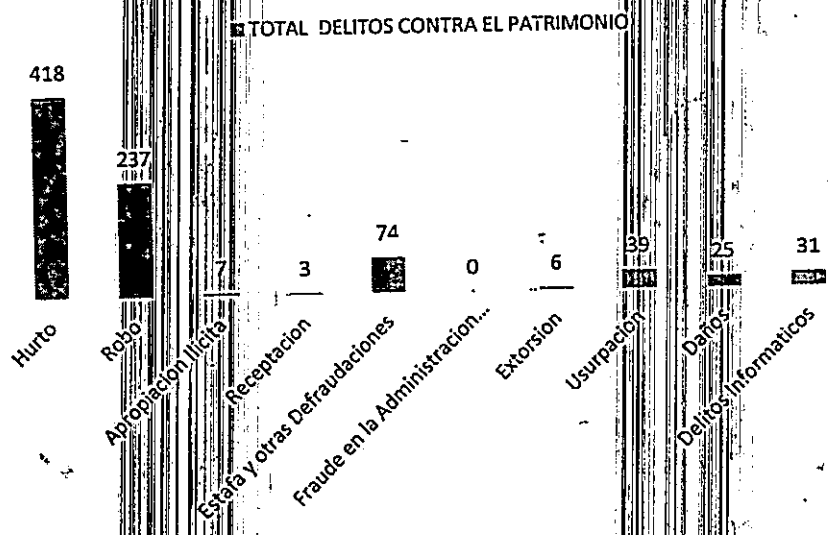 TOTAL DELITOS CONTRA EL PATRIMONIO
418
237
7
3
74
0
6
39
25
31
Hurto
Robo
Apropiacion Ilicita
Receptacion
Estafa y otras Defraudaciones
Fraude en la Administracion...
Extorsion
Usurpacion
Daños
Delitos Informaticos